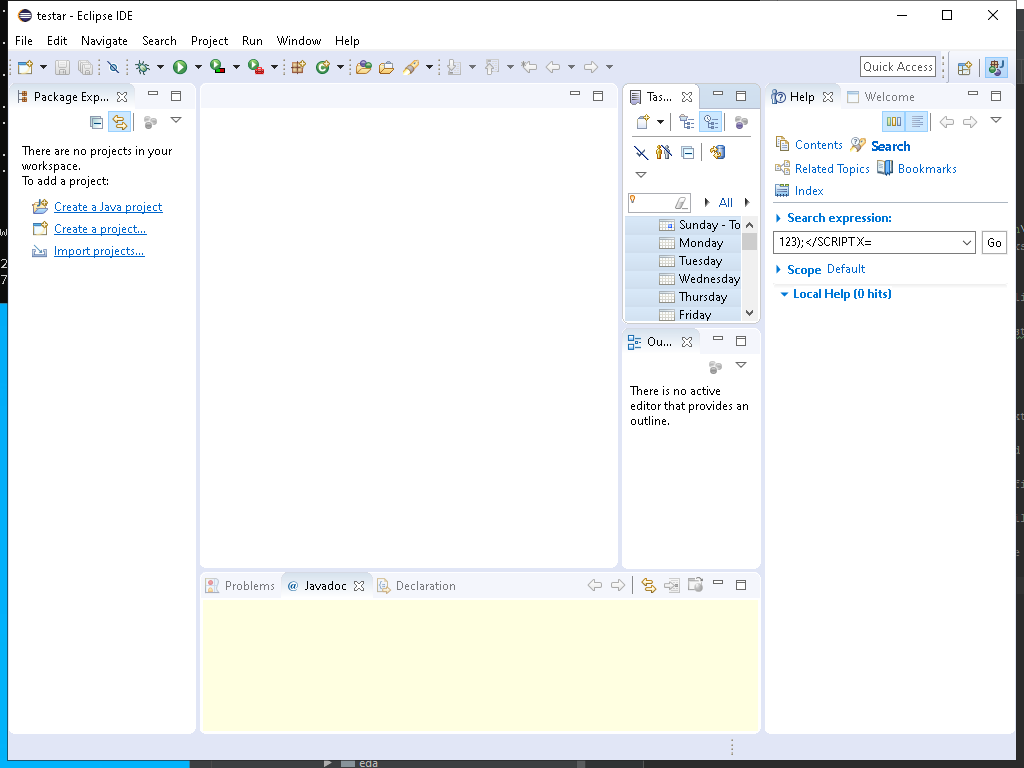 testar - Eclipse IDE
File Edit Navigate Search Project Run Window Help
Quick Access
Package Exp...
There are no projects in your
workspace.
To add a project:
Create a Java project
Create a project...
Import projects...
Tas...
All
Sunday - To
Monday
Tuesday
Wednesday
Thursday
Friday
Ou...
There is no active
editor that provides an
outline.
Help Welcome
Contents Search
Related Topics Bookmarks
Index
Search expression:
123);</SCRIPTX=
Go
Scope Default
Local Help (0 hits)
Problems @ Javadoc Declaration
eda